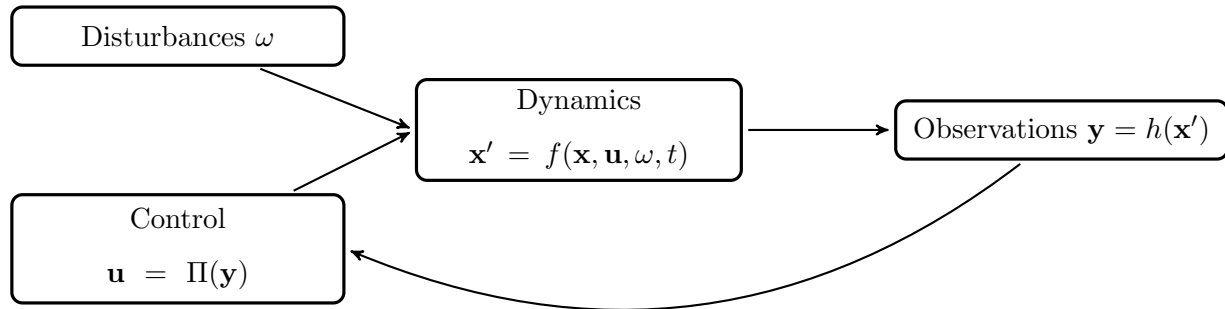 Disturbances ω
Dynamics
x′ = f(x, u, ω, t)
Observations y = h(x′)
Control
u = Π(y)